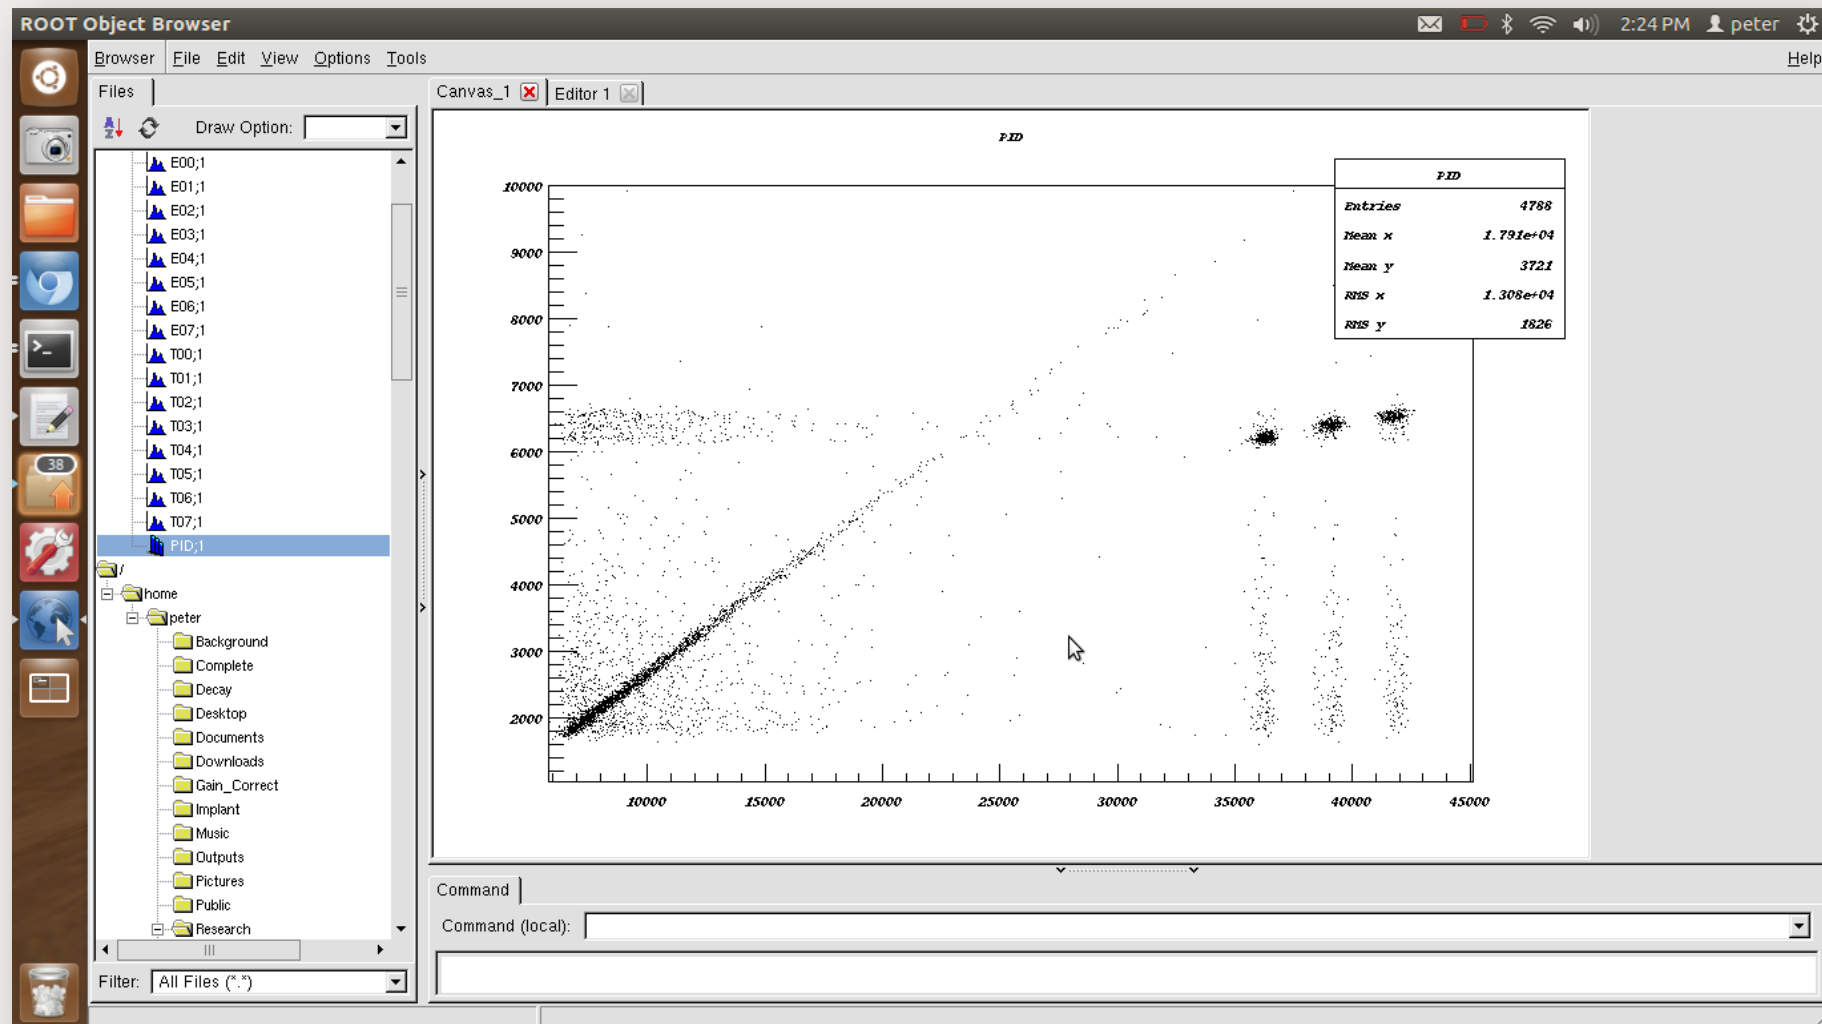 ROOT Object Browser
2:24 PM peter
Browser File Edit View Options Tools Help
Files
Canvas_1 Editor 1
Draw Option:
E00;1
E01;1
E02;1
E03;1
E04;1
E05;1
E06;1
E07;1
T00;1
T01;1
T02;1
T03;1
T04;1
T05;1
T06;1
T07;1
PID;1
/
home
peter
Background
Complete
Decay
Desktop
Documents
Downloads
Gain_Correct
Implant
Music
Outputs
Pictures
Public
Research
Filter: All Files (*.*)
38
>_
PID
PID
Entries 4788
Mean x 1.791e+04
Mean y 3721
RMS x 1.308e+04
RMS y 1826
10000
9000
8000
7000
6000
5000
4000
3000
2000
10000 15000 20000 25000 30000 35000 40000 45000
Command
Command (local):